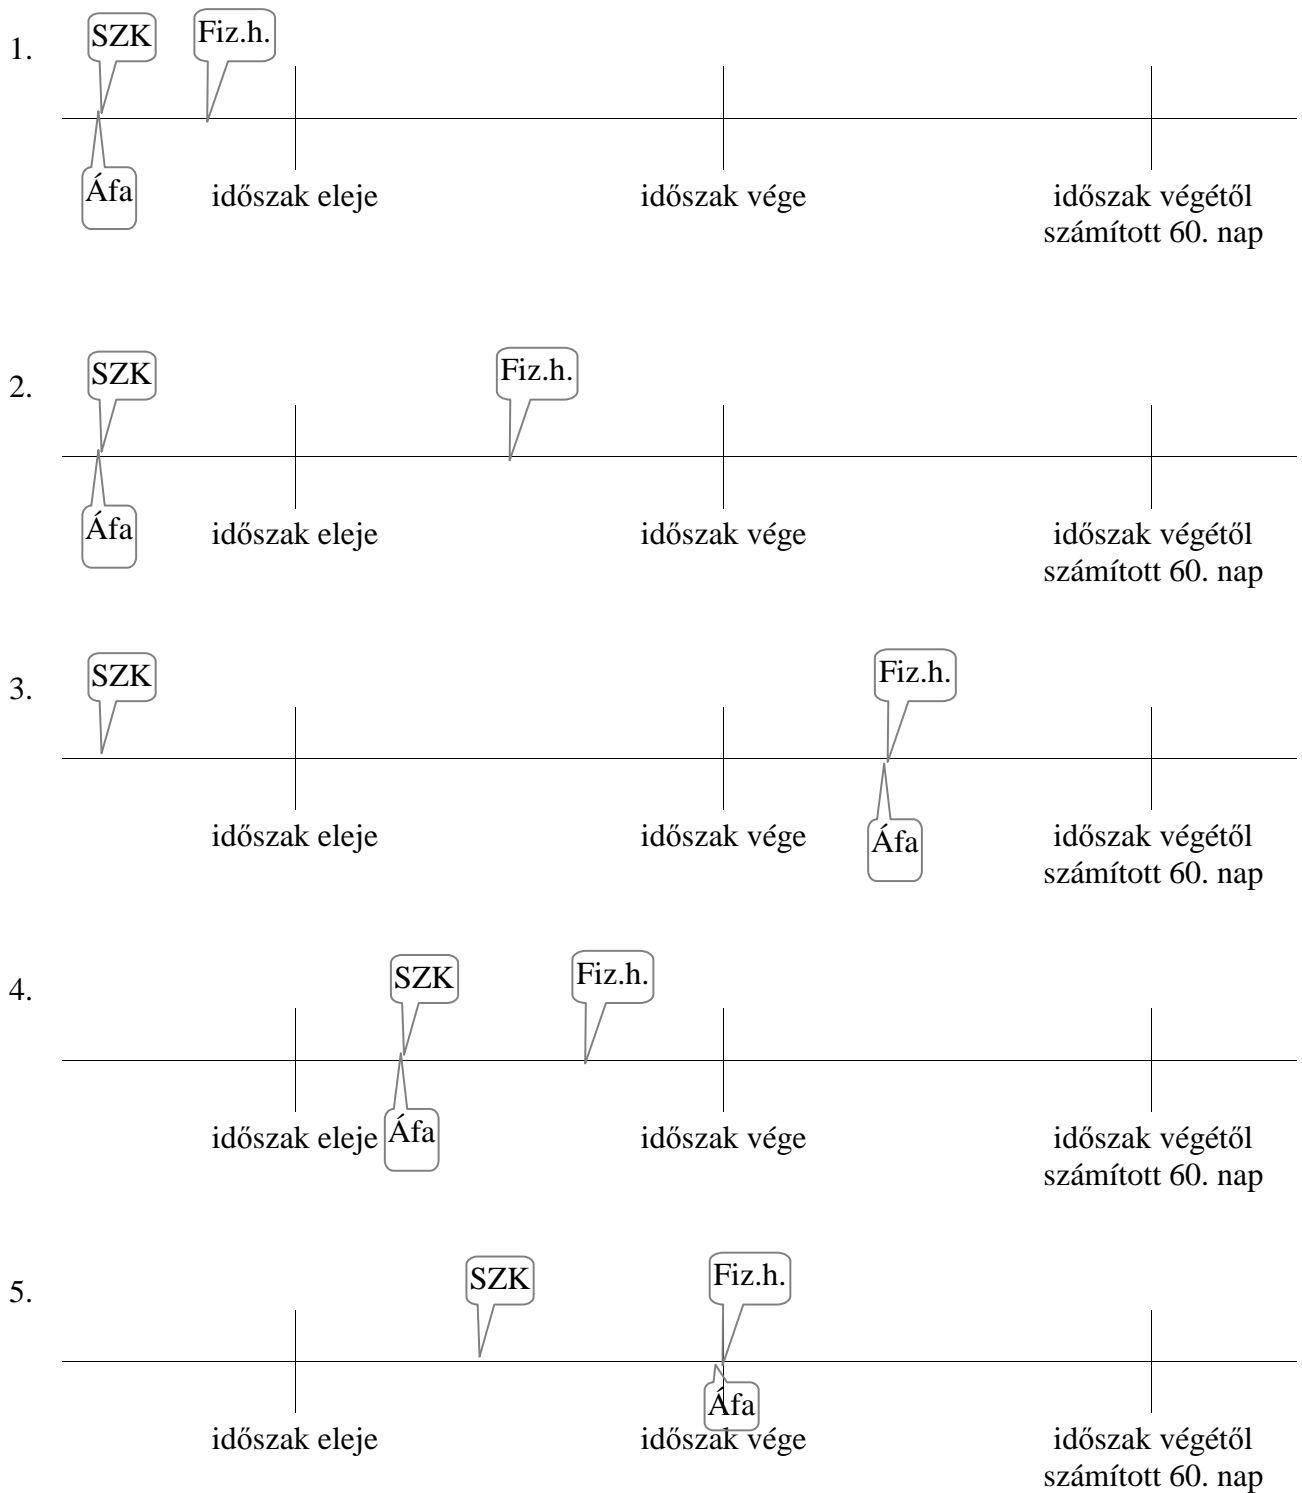 1.
SZK
Fiz.h.
Áfa
időszak eleje
időszak vége
időszak végétől
számított 60. nap
2.
SZK
Fiz.h.
Áfa
időszak eleje
időszak vége
időszak végétől
számított 60. nap
3.
SZK
Fiz.h.
időszak eleje
időszak vége
Áfa
időszak végétől
számított 60. nap
4.
SZK
Fiz.h.
időszak eleje
Áfa
időszak vége
időszak végétől
számított 60. nap
5.
SZK
Fiz.h.
Áfa
időszak eleje
időszak vége
időszak végétől
számított 60. nap